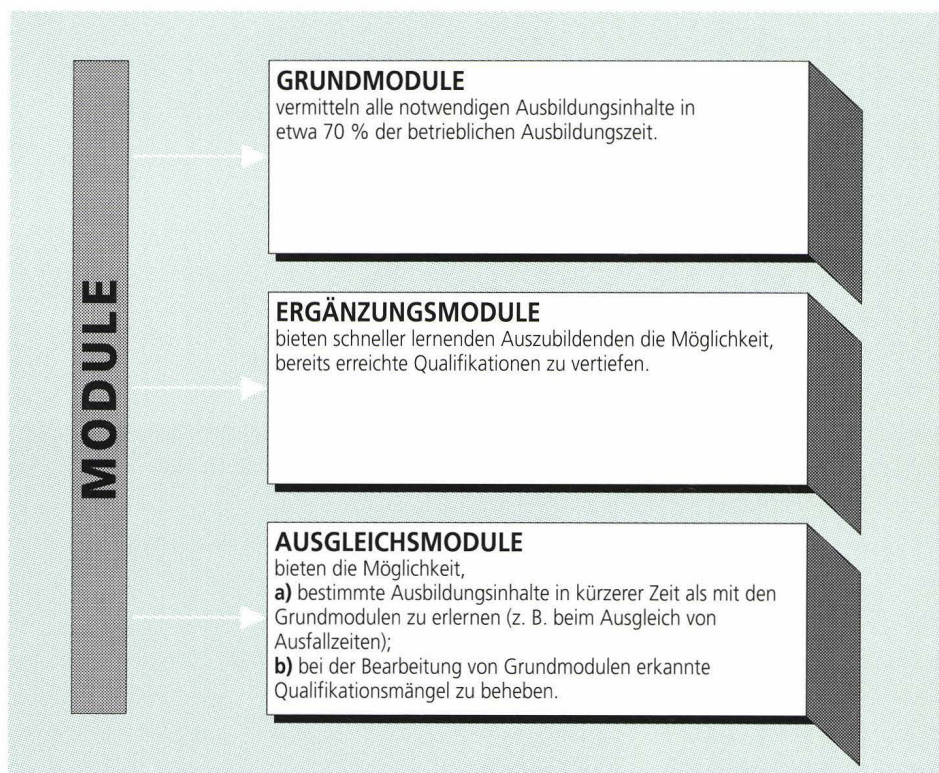 MODULE
GRUNDMODULE
vermitteln alle notwendigen Ausbildungsinhalte in
etwa 70 % der betrieblichen Ausbildungszeit.
ERGÄNZUNGSMODULE
bieten schneller lernenden Auszubildenden die Möglichkeit,
bereits erreichte Qualifikationen zu vertiefen.
AUSGLEICHSMODULE
bieten die Möglichkeit,
a) bestimmte Ausbildungsinhalte in kürzerer Zeit als mit den
Grundmodulen zu erlernen (z. B. beim Ausgleich von
Ausfallzeiten);
b) bei der Bearbeitung von Grundmodulen erkannte
Qualifikationsmängel zu beheben.